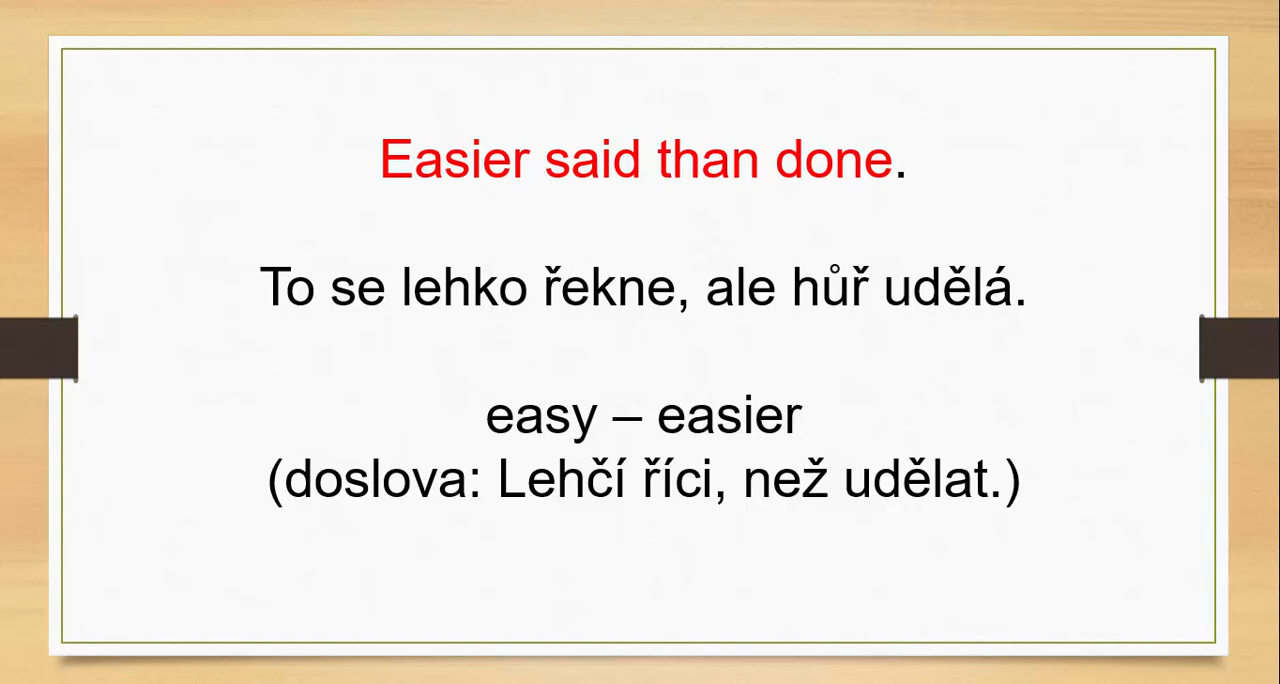 Easier said than done.
To se lehko řekne, ale hůř udělá.
easy – easier
(doslova: Lehčí říci, než udělat.)